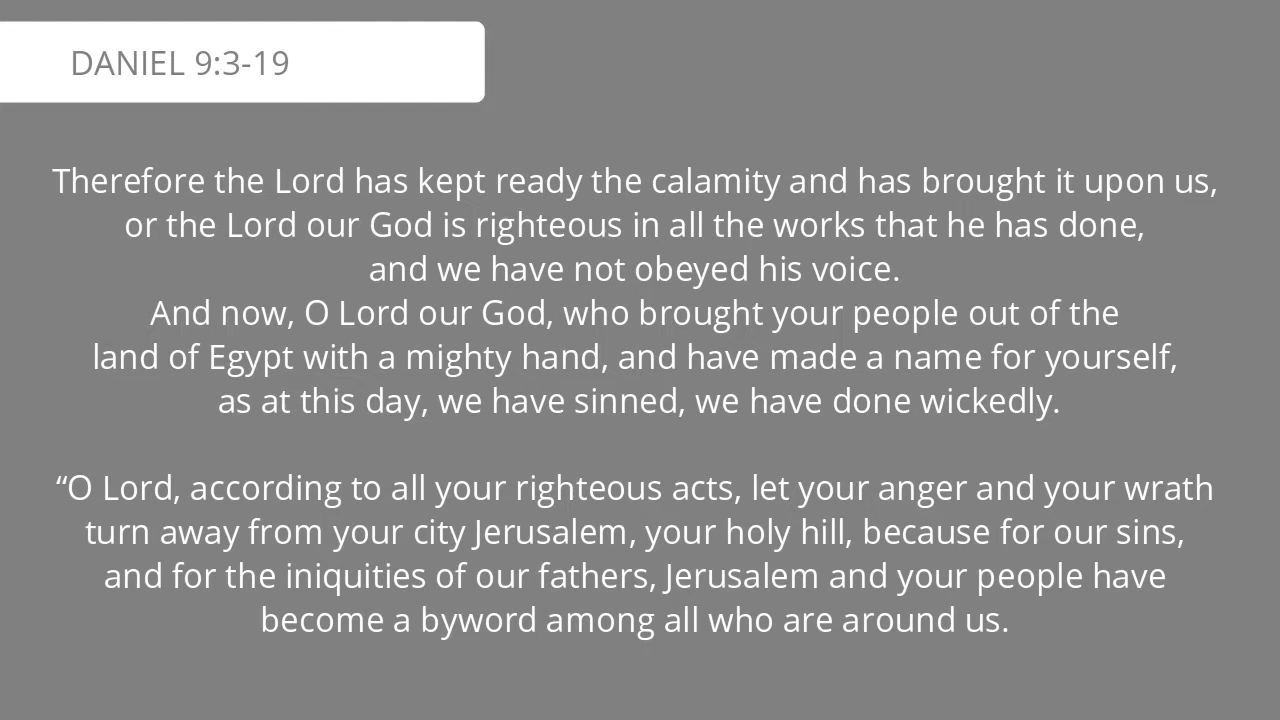 DANIEL 9:3-19
Therefore the Lord has kept ready the calamity and has brought it upon us,
or the Lord our God is righteous in all the works that he has done,
and we have not obeyed his voice.
And now, O Lord our God, who brought your people out of the
land of Egypt with a mighty hand, and have made a name for yourself,
as at this day, we have sinned, we have done wickedly.
“O Lord, according to all your righteous acts, let your anger and your wrath
turn away from your city Jerusalem, your holy hill, because for our sins,
and for the iniquities of our fathers, Jerusalem and your people have
become a byword among all who are around us.